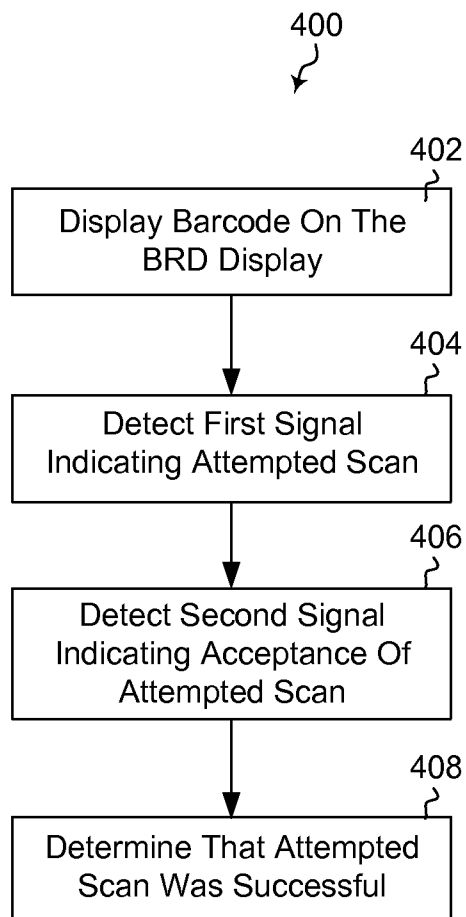 400
402
Display Barcode On The
BRD Display
404
Detect First Signal
Indicating Attempted Scan
406
Detect Second Signal
Indicating Acceptance Of
Attempted Scan
408
Determine That Attempted
Scan Was Successful